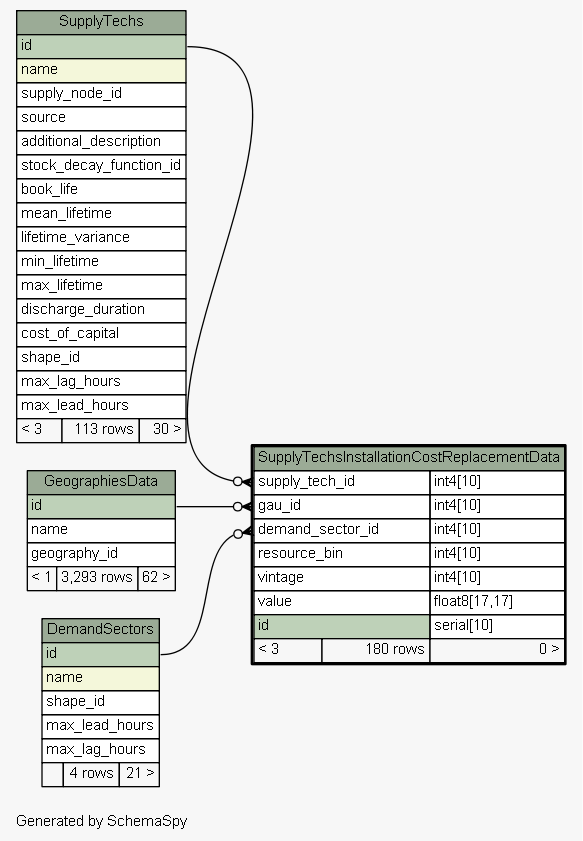 SupplyTechs
id
name
supply_node_id
source
additional_description
stock_decay_function_id
book_life
mean_lifetime
lifetime_variance
min_lifetime
max_lifetime
discharge_duration
cost_of_capital
shape_id
max_lag_hours
max_lead_hours
< 3 113 rows 30 >
SupplyTechsInstallationCostReplacementData
supply_tech_id int4[10]
gau_id int4[10]
demand_sector_id int4[10]
resource_bin int4[10]
vintage int4[10]
value float8[17,17]
id serial[10]
< 3 180 rows 0 >
GeographiesData
id
name
geography_id
< 1 3,293 rows 62 >
DemandSectors
id
name
shape_id
max_lead_hours
max_lag_hours
4 rows 21 >
Generated by SchemaSpy